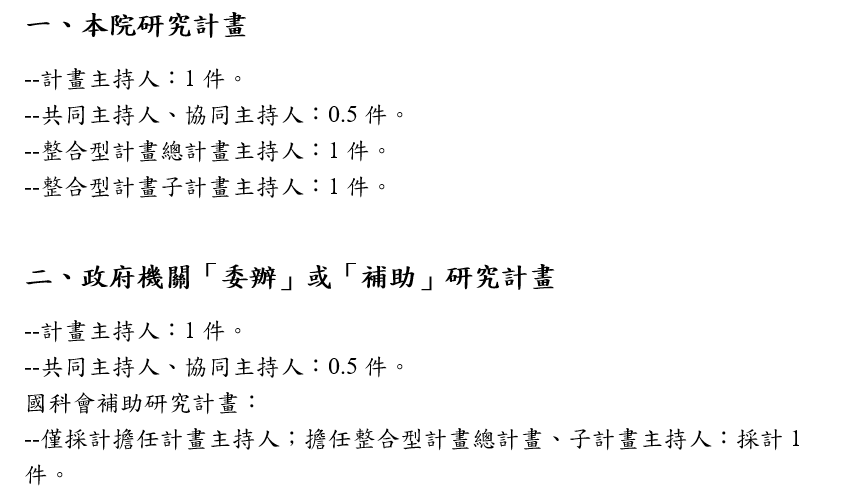 一、本院研究計畫
--計畫主持人：1 件。
--共同主持人、協同主持人：0.5 件。
--整合型計畫總計畫主持人：1 件。
--整合型計畫子計畫主持人：1 件。
二、政府機關「委辦」或「補助」研究計畫
--計畫主持人：1 件。
--共同主持人、協同主持人：0.5 件。
國科會補助研究計畫：
--僅採計擔任計畫主持人；擔任整合型計畫總計畫、子計畫主持人：採計 1
件。